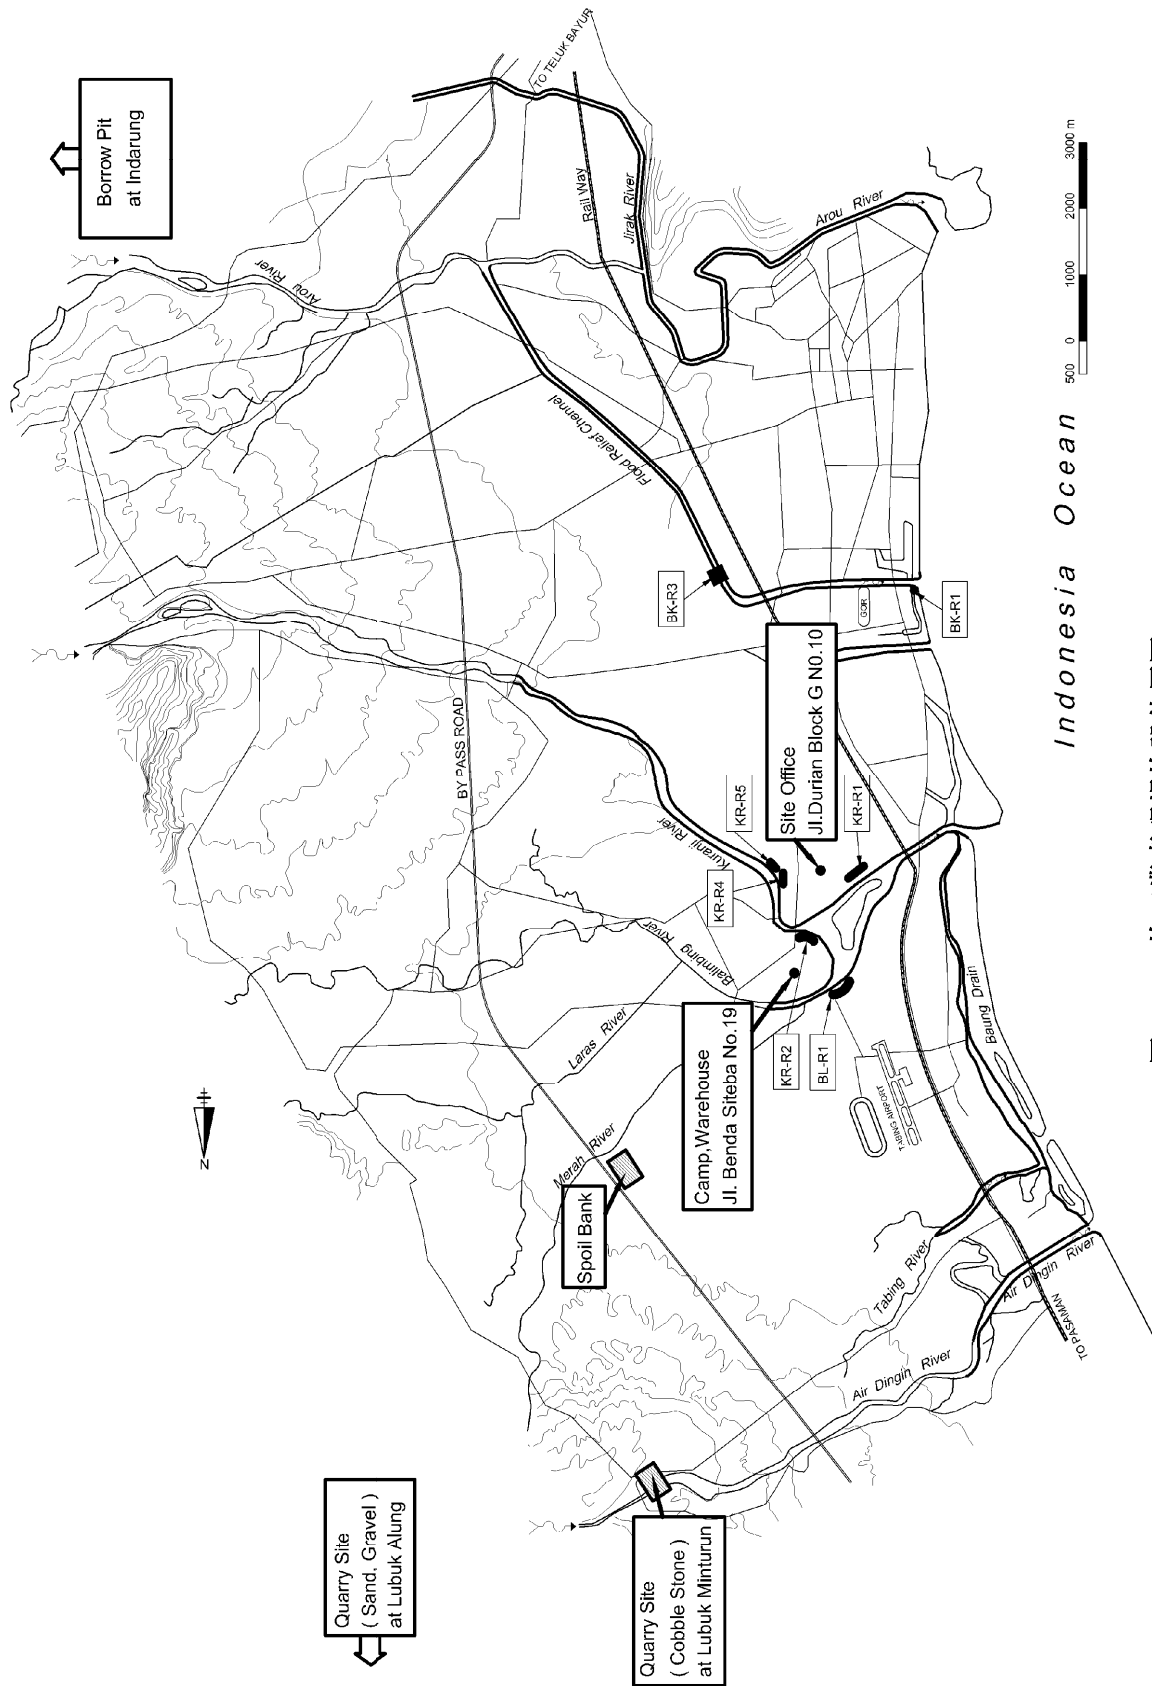 Quarry Site
( Sand, Gravel )
at Lubuk Alung
Quarry Site
( Cobble Stone )
at Lubuk Minturun
Spoil Bank
Camp,Warehouse
Jl. Benda Siteba No.19
Site Office
Jl.Durian Block G N0.10
Borrow Pit
at Indarung
N
BY PASS ROAD
Merah River
Laras River
Balimbing River
Kuranji River
Air Dingin River
Tabing River
Air Dingin River
TO PASAMAN
TABING AIRPORT
Baung Drain
KR-R2
BL-R1
KR-R4
KR-R5
KR-R1
BK-R3
BK-R1
GOR
Flood Relief Chennel
Arou River
Rail Way
Jirak River
TO TELUK BAYUR
Arou River
Indonesia Ocean
500 0 1000 2000 3000 m